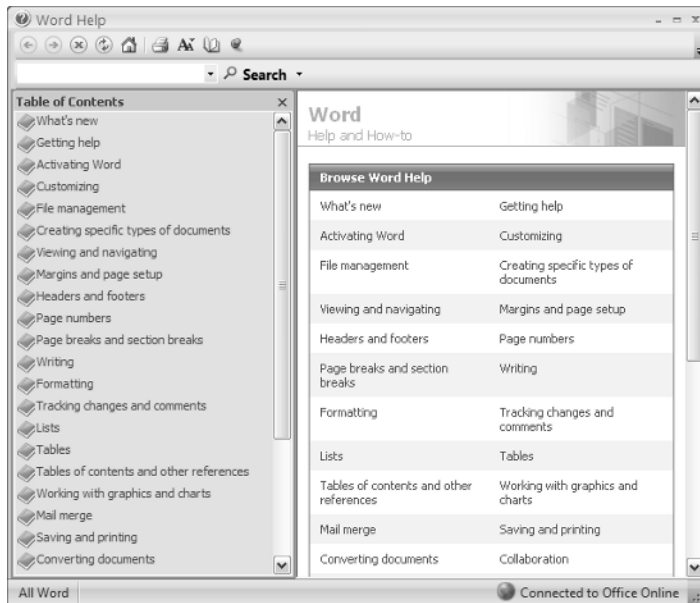 Word Help
Search
Table of Contents
What's new
Getting help
Activating Word
Customizing
File management
Creating specific types of documents
Viewing and navigating
Margins and page setup
Headers and footers
Page numbers
Page breaks and section breaks
Writing
Formatting
Tracking changes and comments
Lists
Tables
Tables of contents and other references
Working with graphics and charts
Mail merge
Saving and printing
Converting documents
Word
Help and How-to
Browse Word Help
What's new Getting help
Activating Word Customizing
File management Creating specific types of
documents
Viewing and navigating Margins and page setup
Headers and footers Page numbers
Page breaks and section Writing
breaks
Formatting Tracking changes and
comments
Lists Tables
Tables of contents and other Working with graphics and
references charts
Mail merge Saving and printing
Converting documents Collaboration
All Word Connected to Office Online